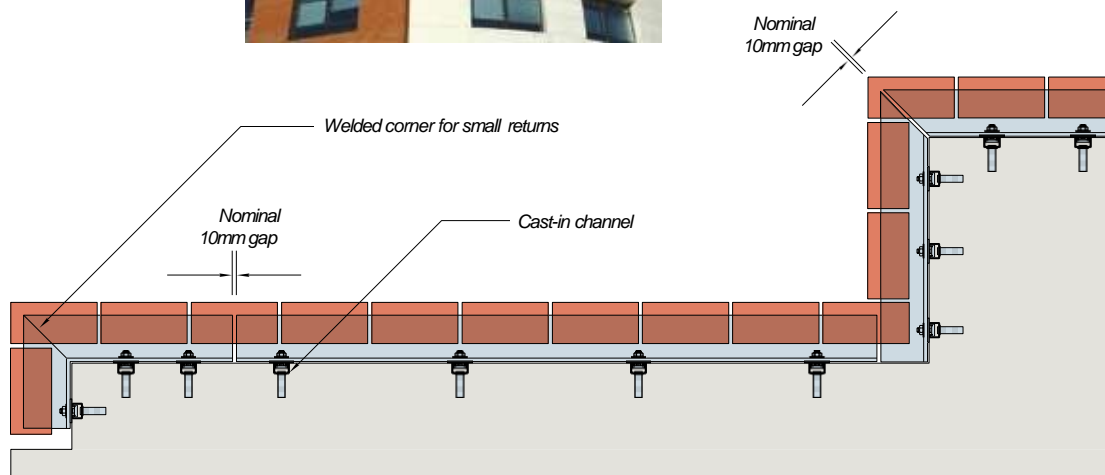 Nominal
10mm gap
Welded corner for small returns
Nominal
10mm gap
Cast-in channel